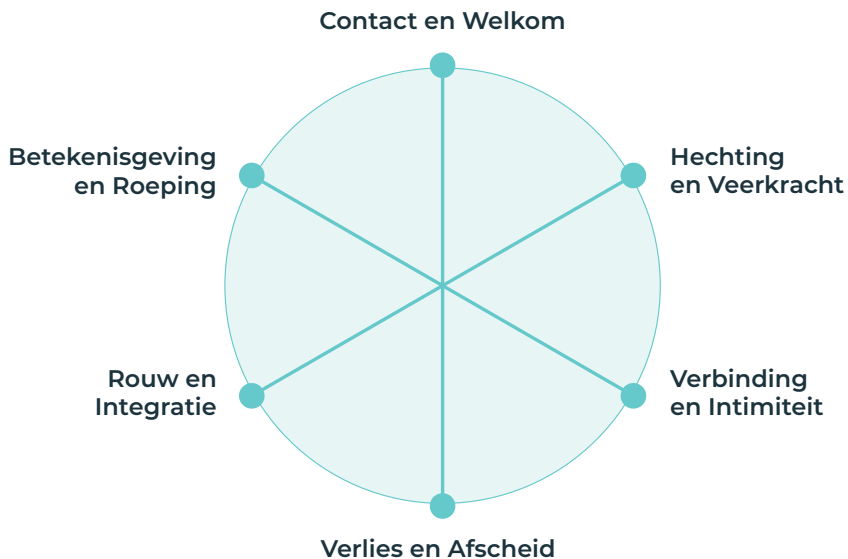 Contact en Welkom
Betekenisgeving
en Roeping
Hechting
en Veerkracht
Rouw en
Integratie
Verbinding
en Intimiteit
Verlies en Afscheid